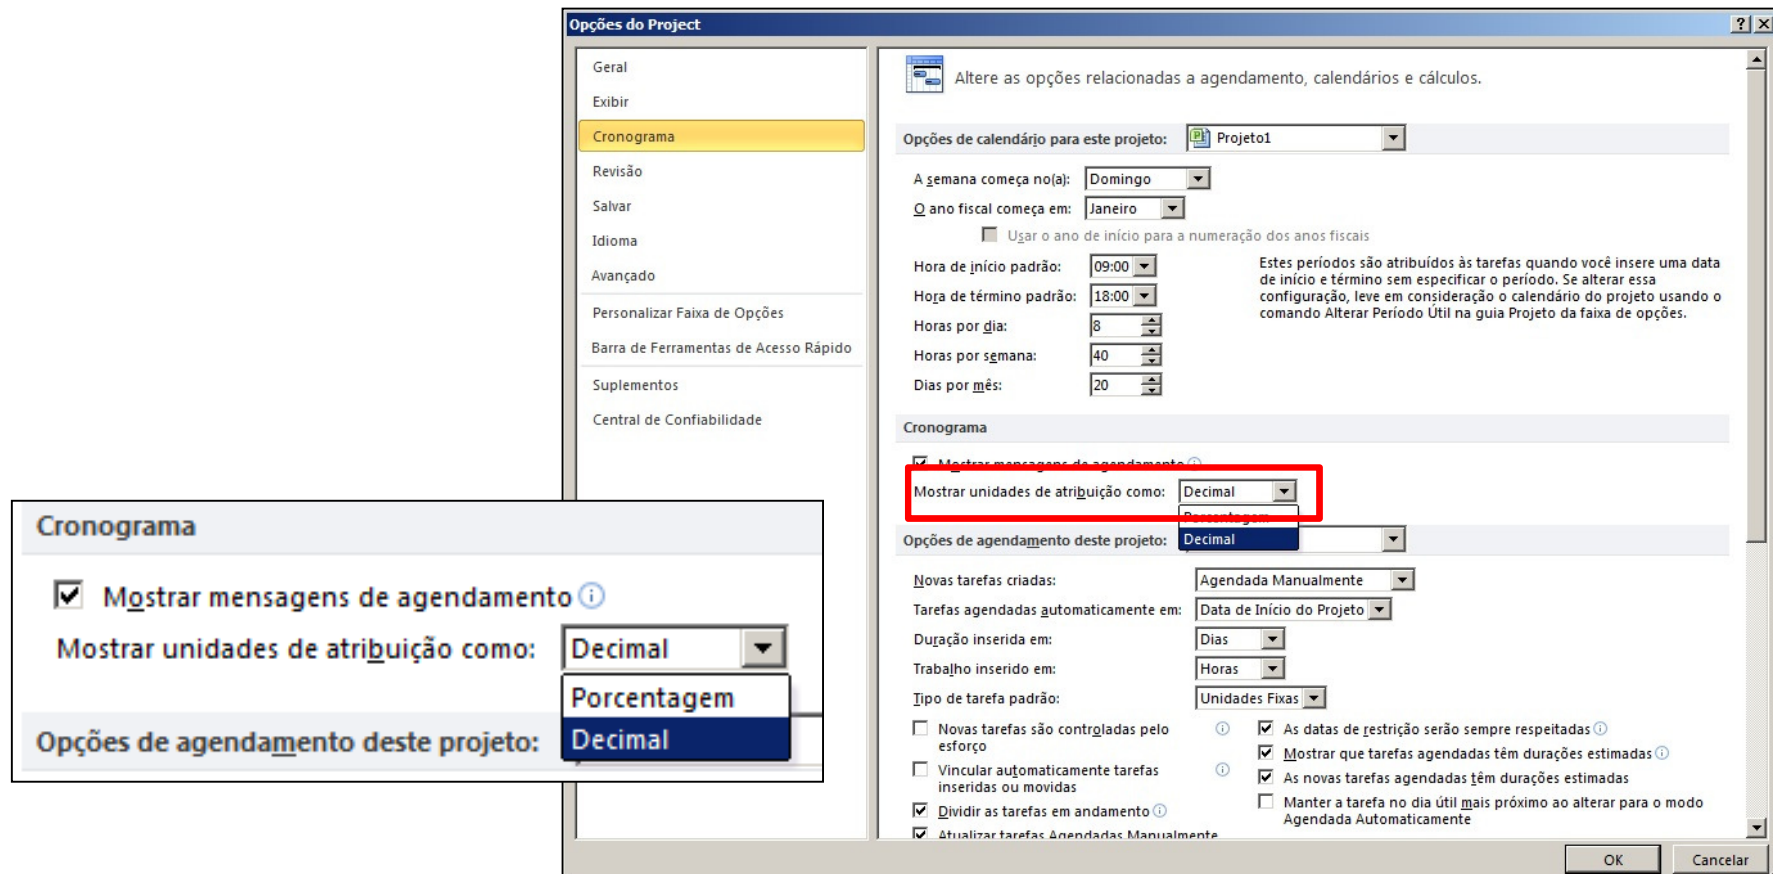 Opções do Project
Geral
Exibir
Cronograma
Revisão
Salvar
Idioma
Avançado
Personalizar Faixa de Opções
Barra de Ferramentas de Acesso Rápido
Suplementos
Central de Confiabilidade
Altere as opções relacionadas a agendamento, calendários e cálculos.
Opções de calendário para este projeto: Projeto1
A semana começa no(a): Domingo
O ano fiscal começa em: Janeiro
Usar o ano de início para a numeração dos anos fiscais
Hora de início padrão: 09:00
Hora de término padrão: 18:00
Horas por dia: 8
Horas por semana: 40
Dias por mês: 20
Estes períodos são atribuídos às tarefas quando você insere uma data
de início e término sem especificar o período. Se alterar essa
configuração, leve em consideração o calendário do projeto usando o
comando Alterar Período Útil na guia Projeto da faixa de opções.
Cronograma
Mostrar mensagens de agendamento
Mostrar unidades de atribuição como: Decimal
Porcentagem
Decimal
Opções de agendamento deste projeto:
Novas tarefas criadas: Agendada Manualmente
Tarefas agendadas automaticamente em: Data de Início do Projeto
Duração inserida em: Dias
Trabalho inserido em: Horas
Tipo de tarefa padrão: Unidades Fixas
Novas tarefas são controladas pelo
esforço
Vincular automaticamente tarefas
inseridas ou movidas
Dividir as tarefas em andamento
Atualizar tarefas Agendadas Manualmente
As datas de restrição serão sempre respeitadas
Mostrar que tarefas agendadas têm durações estimadas
As novas tarefas agendadas têm durações estimadas
Manter a tarefa no dia útil mais próximo ao alterar para o modo
Agendada Automaticamente
OK Cancelar
Cronograma
Mostrar mensagens de agendamento
Mostrar unidades de atribuição como: Decimal
Porcentagem
Decimal
Opções de agendamento deste projeto: